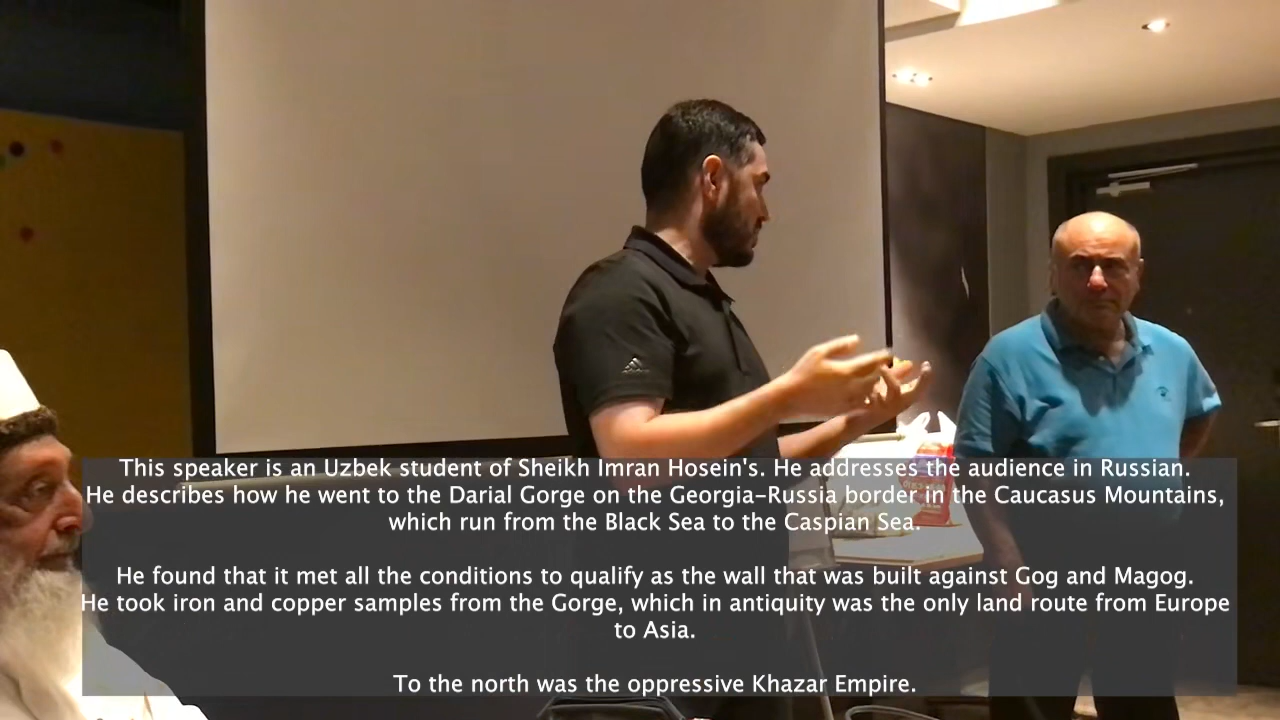 This speaker is an Uzbek student of Sheikh Imran Hosein's. He addresses the audience in Russian.
He describes how he went to the Darial Gorge on the Georgia-Russia border in the Caucasus Mountains,
which run from the Black Sea to the Caspian Sea.
He found that it met all the conditions to qualify as the wall that was built against Gog and Magog.
He took iron and copper samples from the Gorge, which in antiquity was the only land route from Europe
to Asia.
To the north was the oppressive Khazar Empire.